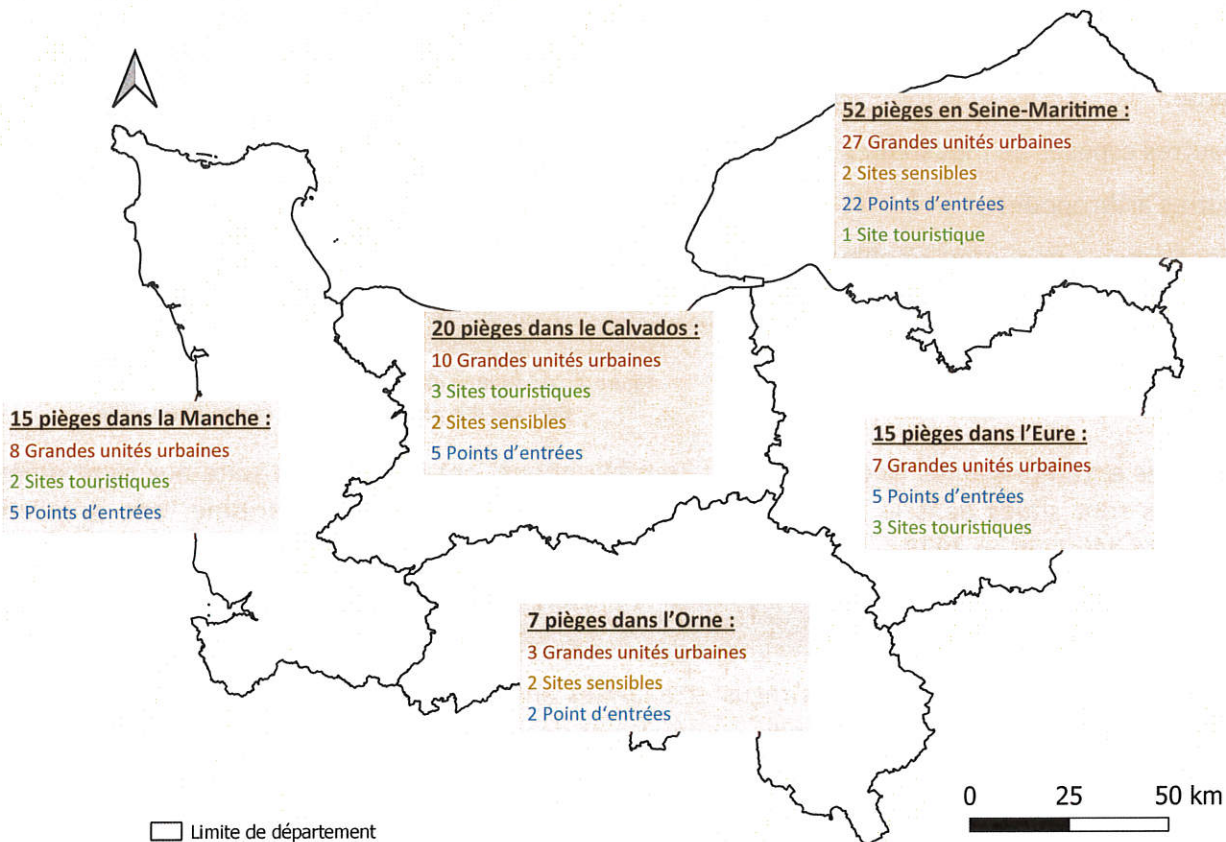 52 pièges en Seine-Maritime :
27 Grandes unités urbaines
2 Sites sensibles
22 Points d'entrées
1 Site touristique
20 pièges dans le Calvados :
10 Grandes unités urbaines
3 Sites touristiques
2 Sites sensibles
5 Points d'entrées
15 pièges dans la Manche :
8 Grandes unités urbaines
2 Sites touristiques
5 Points d'entrées
15 pièges dans l'Eure :
7 Grandes unités urbaines
5 Points d'entrées
3 Sites touristiques
7 pièges dans l'Orne :
3 Grandes unités urbaines
2 Sites sensibles
2 Point d'entrées
0 25 50 km
Limite de département